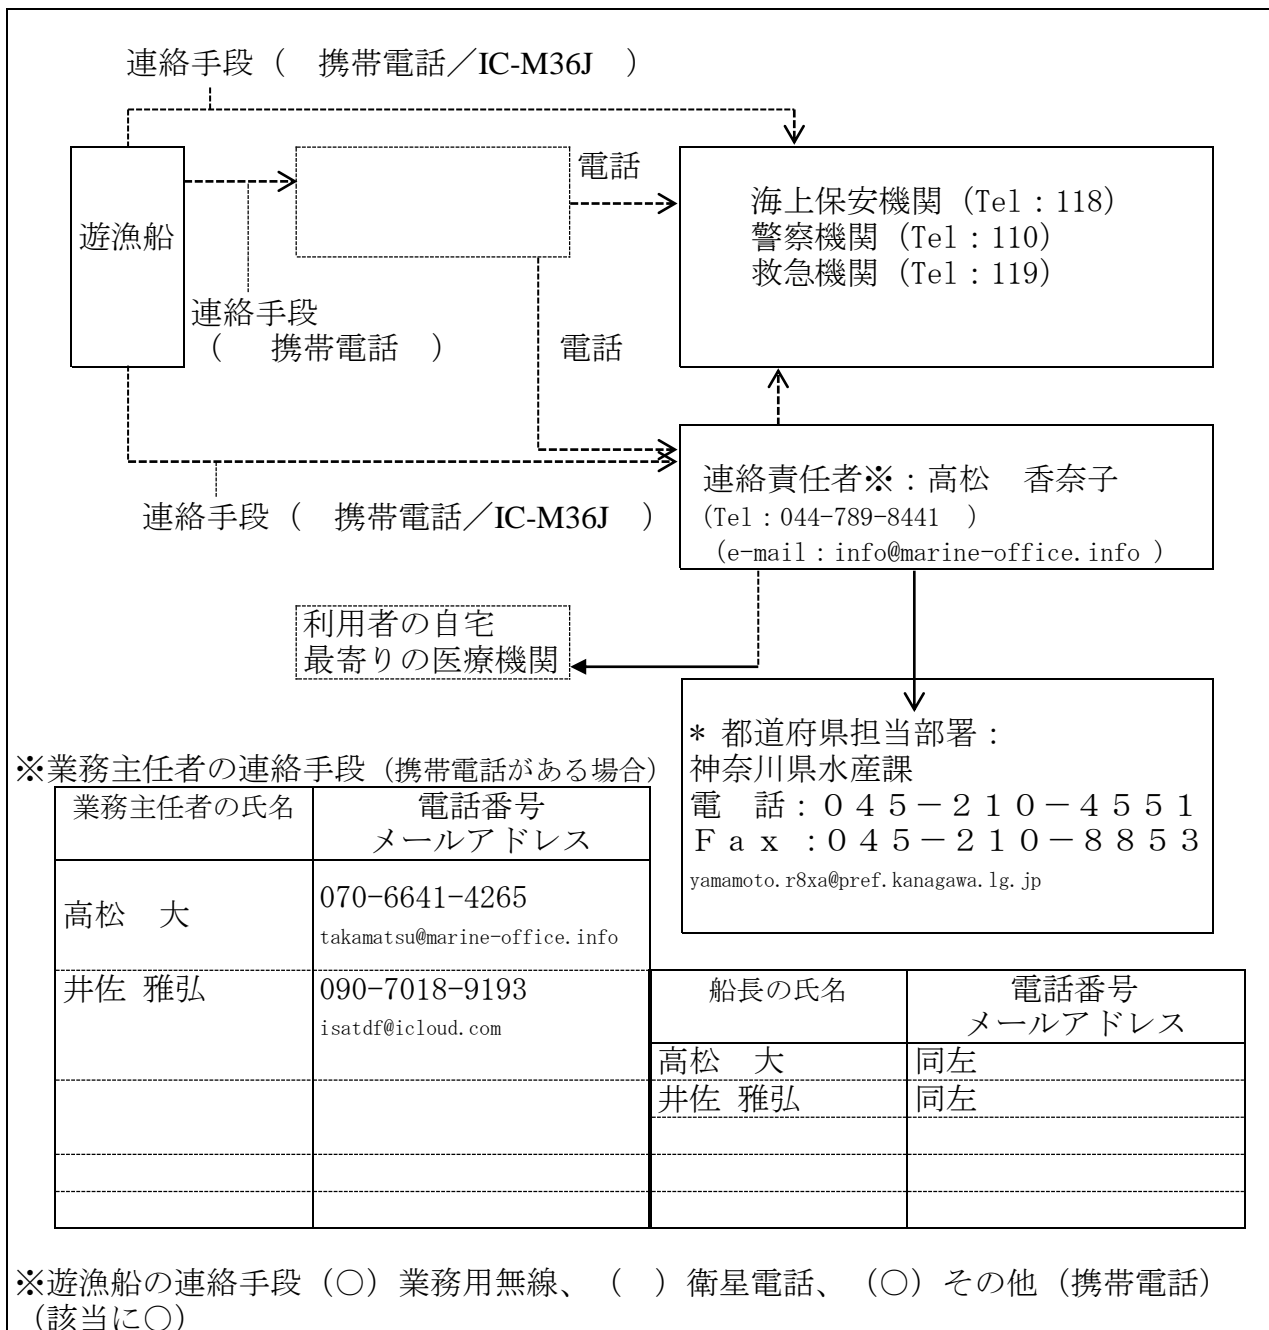 連絡手段（　携帯電話／IC-M36J　）
電話
遊漁船
海上保安機関（Tel：118）
警察機関（Tel：110）
救急機関（Tel：119）
連絡手段
（　携帯電話　）
電話
連絡責任者※：高松　香奈子
（Tel：044-789-8441　）
（e-mail：info@marine-office.info ）
連絡手段（　携帯電話／IC-M36J　）
利用者の自宅
最寄りの医療機関
* 都道府県担当部署：
神奈川県水産課
電　話：０４５－２１０－４５５１
Ｆａｘ：０４５－２１０－８８５３
yamamoto.r8xa@pref.kanagawa.lg.jp
※業務主任者の連絡手段（携帯電話がある場合）
業務主任者の氏名
電話番号
メールアドレス
高松　大
070-6641-4265
takamatsu@marine-office.info
井佐 雅弘
090-7018-9193
isatdf@icloud.com
船長の氏名
電話番号
メールアドレス
高松　大
同左
井佐 雅弘
同左
※遊漁船の連絡手段（○）業務用無線、（　）衛星電話、（○）その他（携帯電話）
（該当に○）